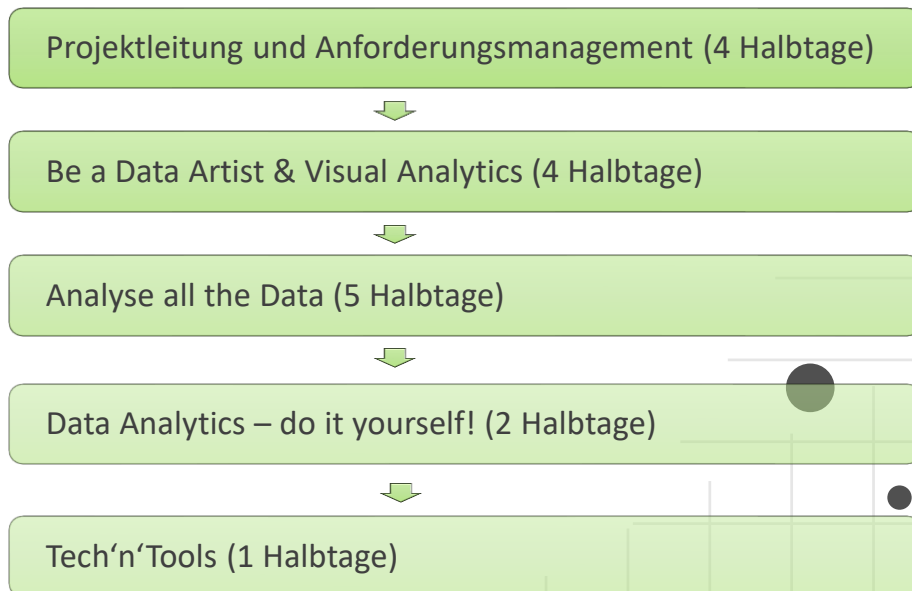 Projektleitung und Anforderungsmanagement (4 Halbtage)
Be a Data Artist & Visual Analytics (4 Halbtage)
Analyse all the Data (5 Halbtage)
Data Analytics – do it yourself! (2 Halbtage)
Tech‘n‘Tools (1 Halbtage)